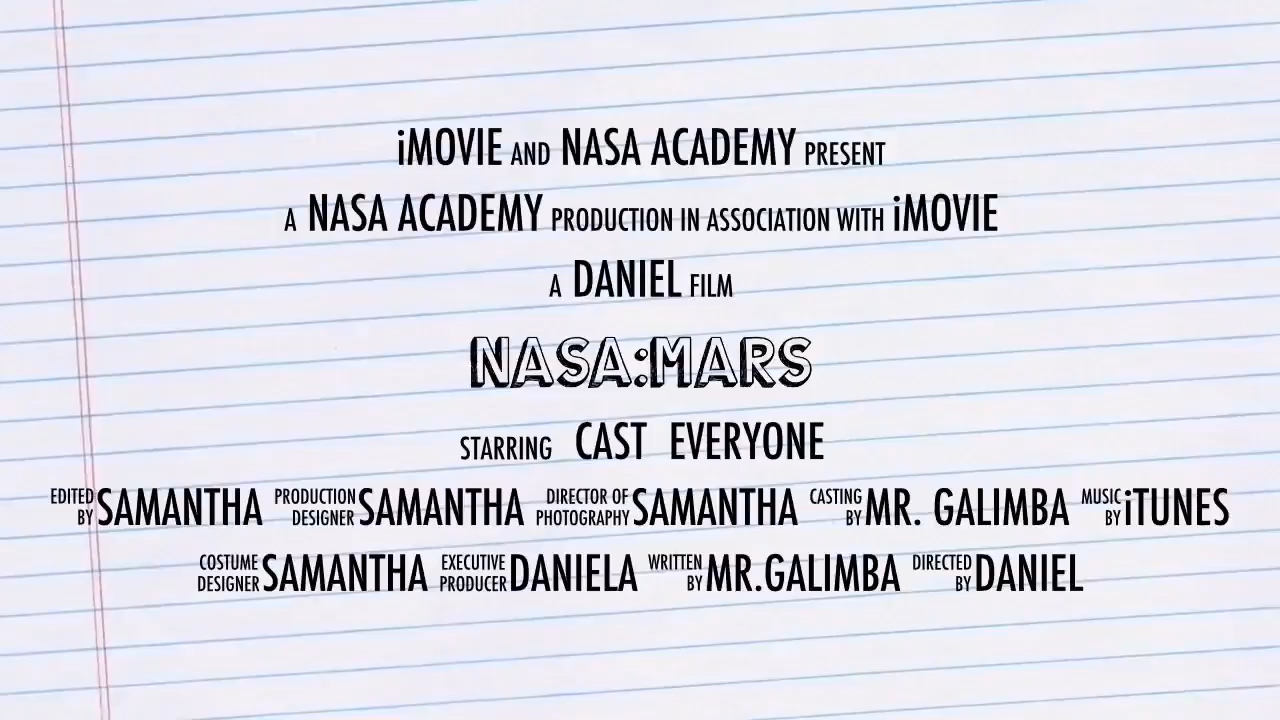 iMOVIE AND NASA ACADEMY PRESENT
A NASA ACADEMY PRODUCTION IN ASSOCIATION WITH iMOVIE
A DANIEL FILM
NASA:MARS
STARRING CAST EVERYONE
EDITED BY SAMANTHA PRODUCTION DESIGNER SAMANTHA DIRECTOR OF PHOTOGRAPHY SAMANTHA CASTING BY MR. GALIMBA MUSIC BY iTUNES
COSTUME DESIGNER SAMANTHA EXECUTIVE PRODUCER DANIELA WRITTEN BY MR.GALIMBA DIRECTED BY DANIEL